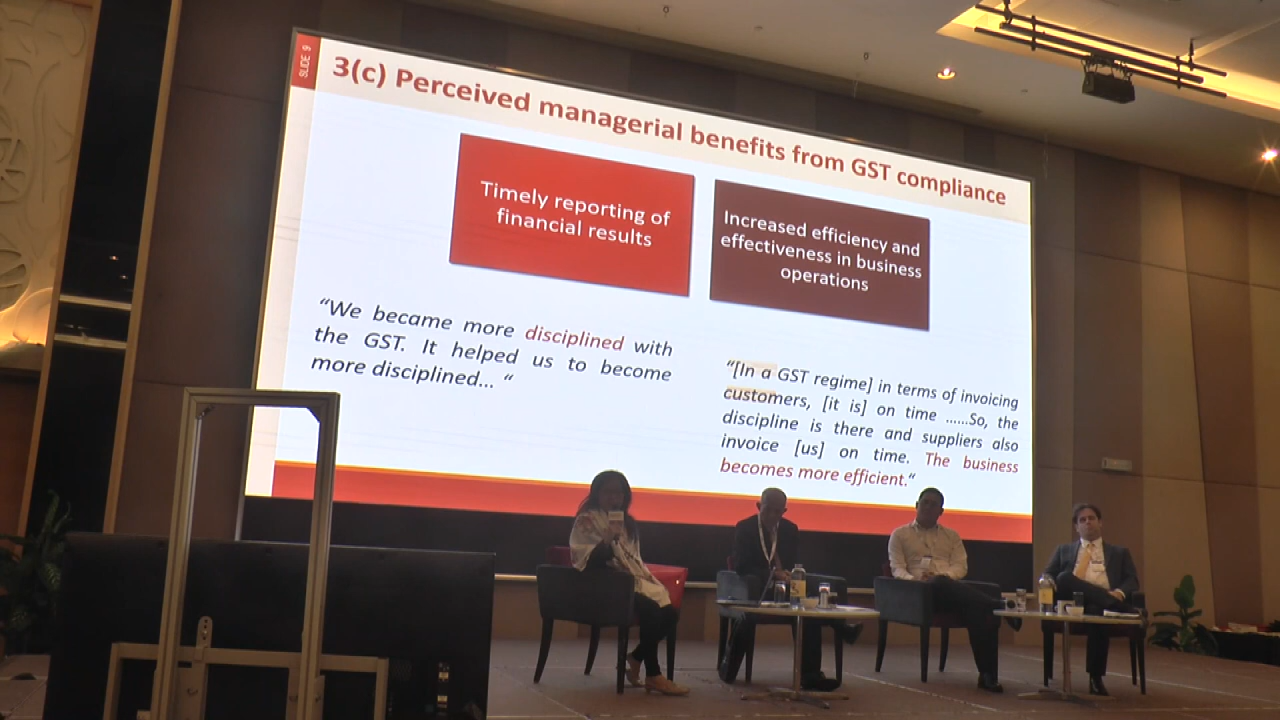 SLIDE 9
3(c) Perceived managerial benefits from GST compliance
Timely reporting of
financial results
Increased efficiency and
effectiveness in business
operations
“We became more disciplined with
the GST. It helped us to become
more disciplined... “
“[In a GST regime] in terms of invoicing
customers, [it is] on time ......So, the
discipline is there and suppliers also
invoice [us] on time. The business
becomes more efficient.“